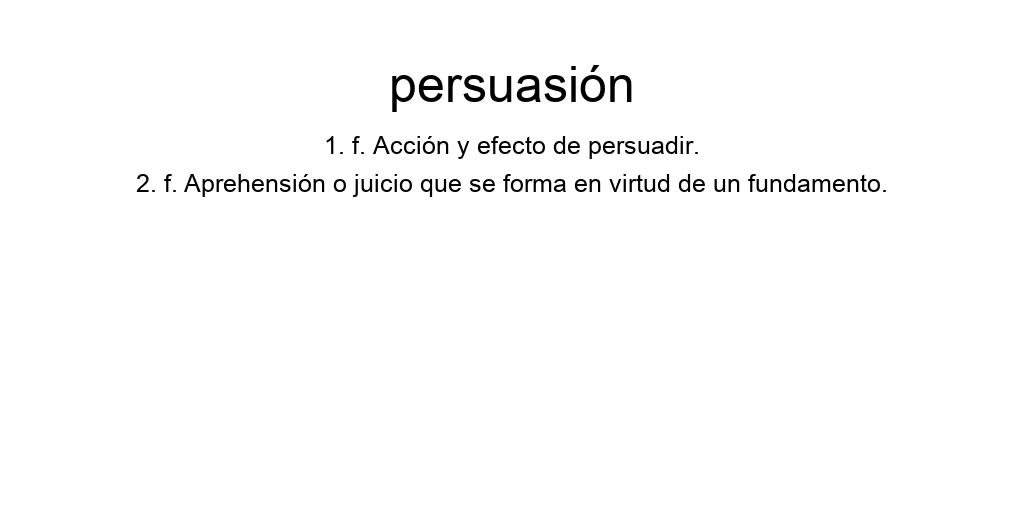 persuasión
1. f. Acción y efecto de persuadir.
2. f. Aprehensión o juicio que se forma en virtud de un fundamento.